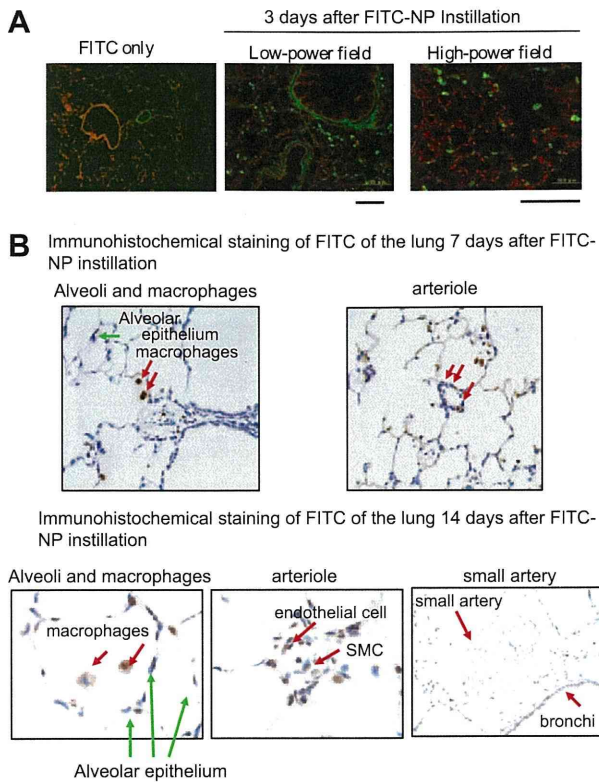 A
3 days after FITC-NP Instillation
FITC only
Low-power field
High-power field
B
Immunohistochemical staining of FITC of the lung 7 days after FITC-
NP instillation
Alveoli and macrophages
arteriole
Alveolar
epithelium
macrophages
Immunohistochemical staining of FITC of the lung 14 days after FITC-
NP instillation
Alveoli and macrophages
arteriole
small artery
macrophages
endothelial cell
SMC
small artery
bronchi
Alveolar epithelium